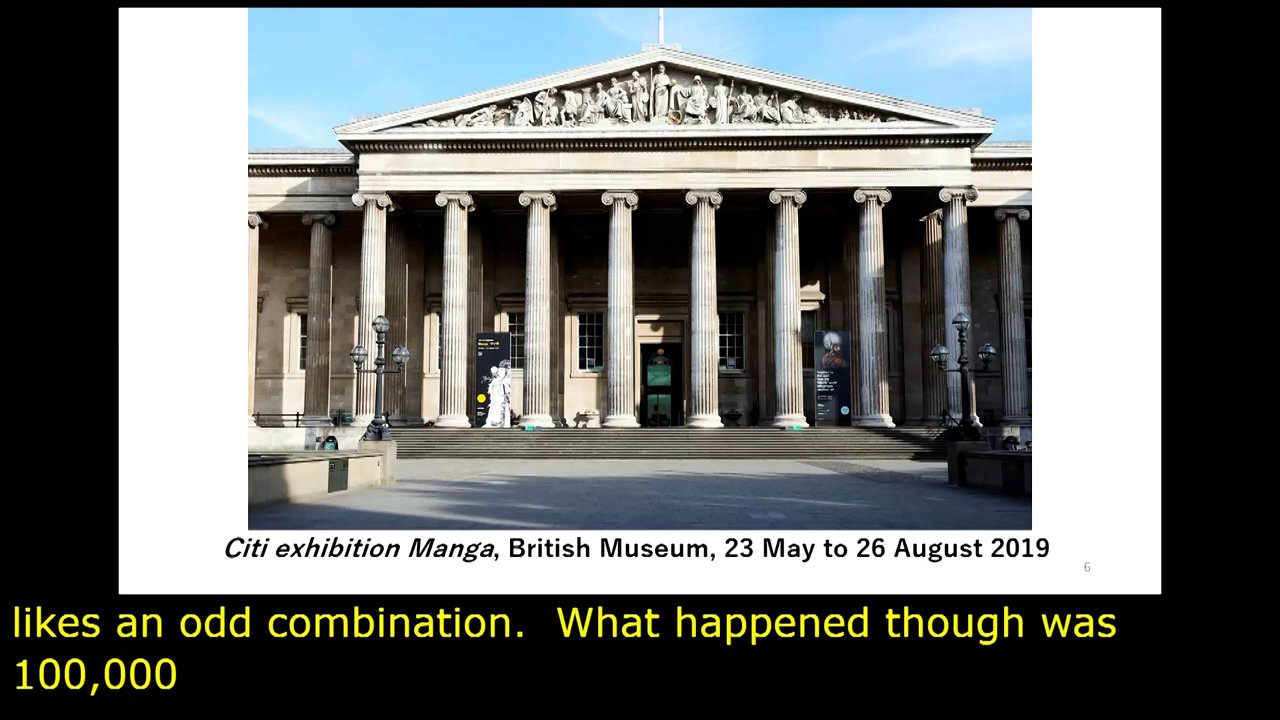 Citi exhibition Manga, British Museum, 23 May to 26 August 2019
6
likes an odd combination.  What happened though was
100,000